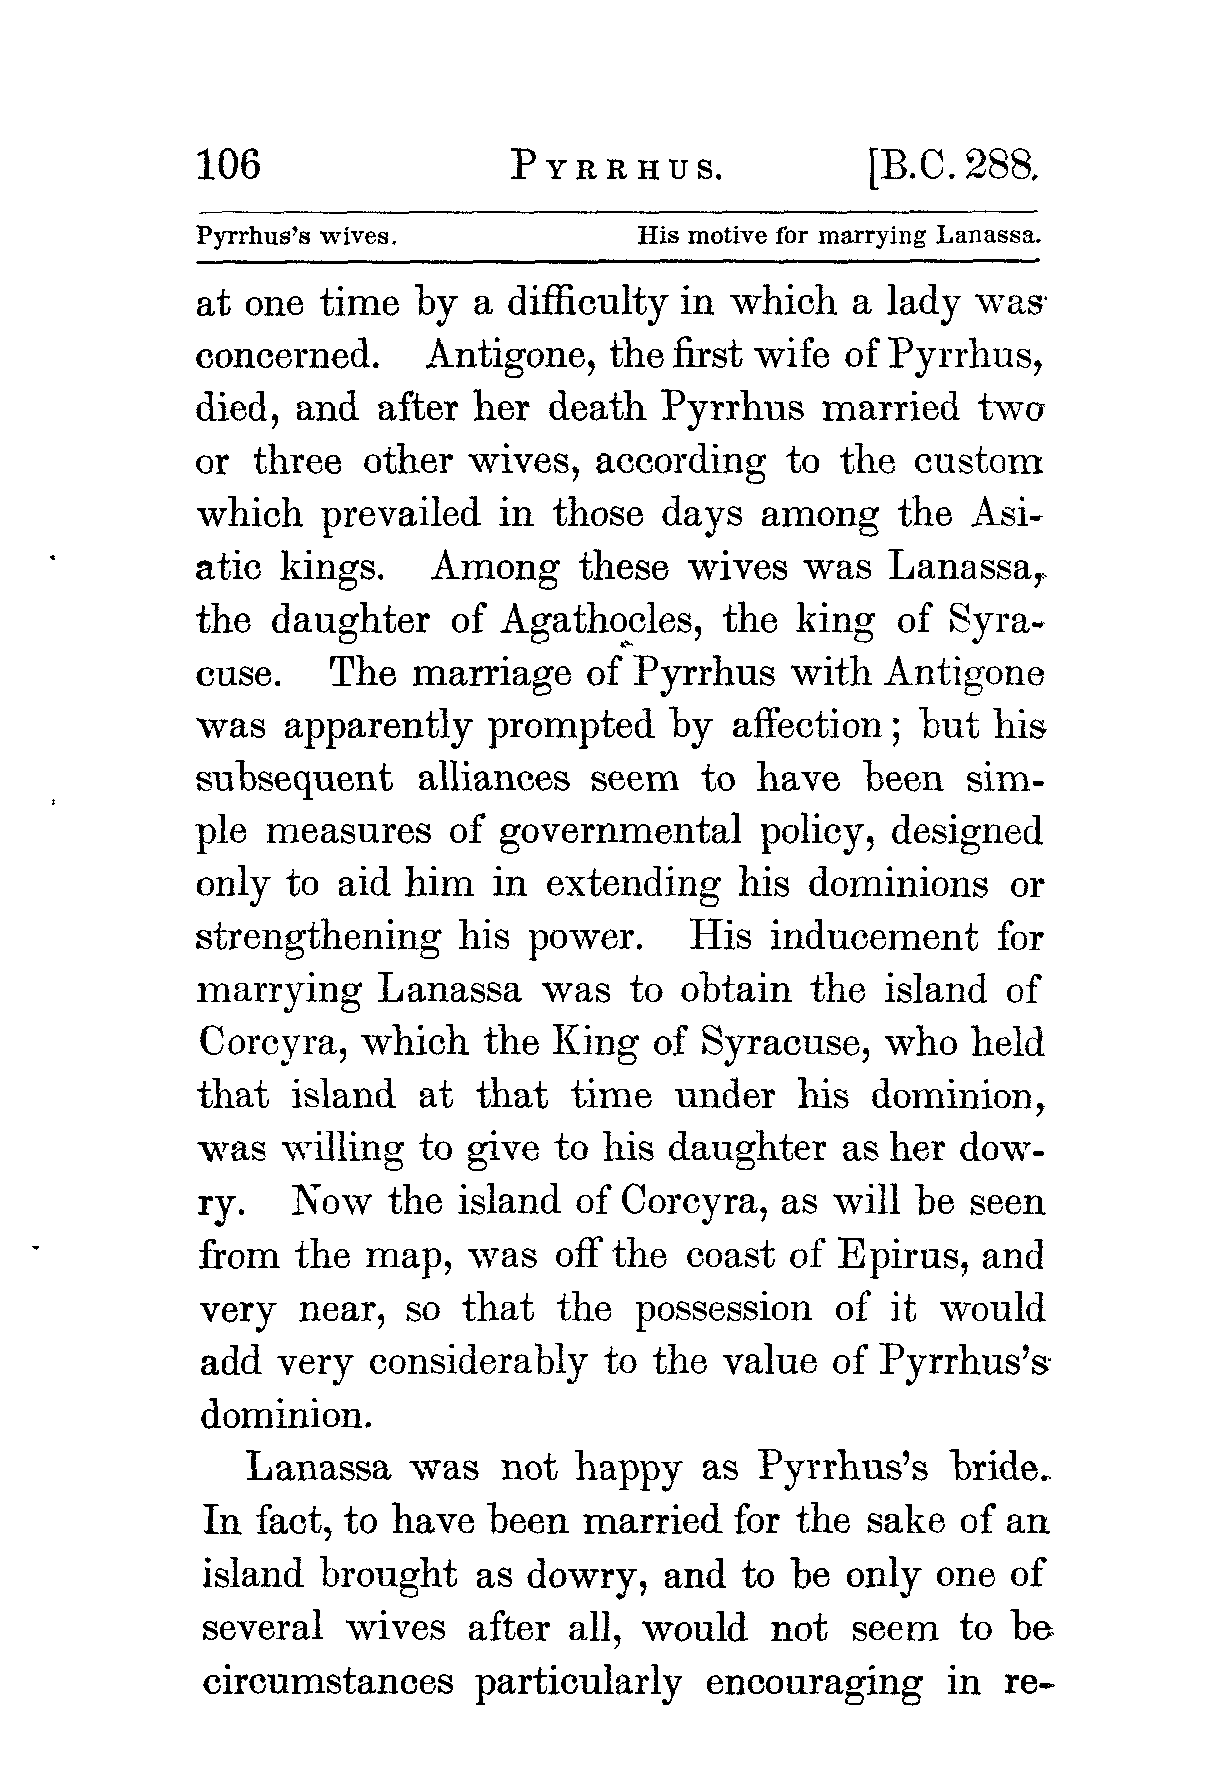 106 PYRRHUS. [B.C. 288.
Pyrrhus's wives. His motive for marrying Lanassa.
at one time by a difficulty in which a lady was
concerned. Antigone, the first wife of Pyrrhus,
died, and after her death Pyrrhus married two
or three other wives, according to the custom
which prevailed in those days among the Asi-
atic kings. Among these wives was Lanassa,
the daughter of Agathocles, the king of Syra-
cuse. The marriage of Pyrrhus with Antigone
was apparently prompted by affection; but his
subsequent alliances seem to have been sim-
ple measures of governmental policy, designed
only to aid him in extending his dominions or
strengthening his power. His inducement for
marrying Lanassa was to obtain the island of
Corcyra, which the King of Syracuse, who held
that island at that time under his dominion,
was willing to give to his daughter as her dow-
ry. Now the island of Corcyra, as will be seen
from the map, was off the coast of Epirus, and
very near, so that the possession of it would
add very considerably to the value of Pyrrhus's
dominion.
Lanassa was not happy as Pyrrhus's bride.
In fact, to have been married for the sake of an
island brought as dowry, and to be only one of
several wives after all, would not seem to be
circumstances particularly encouraging in re-